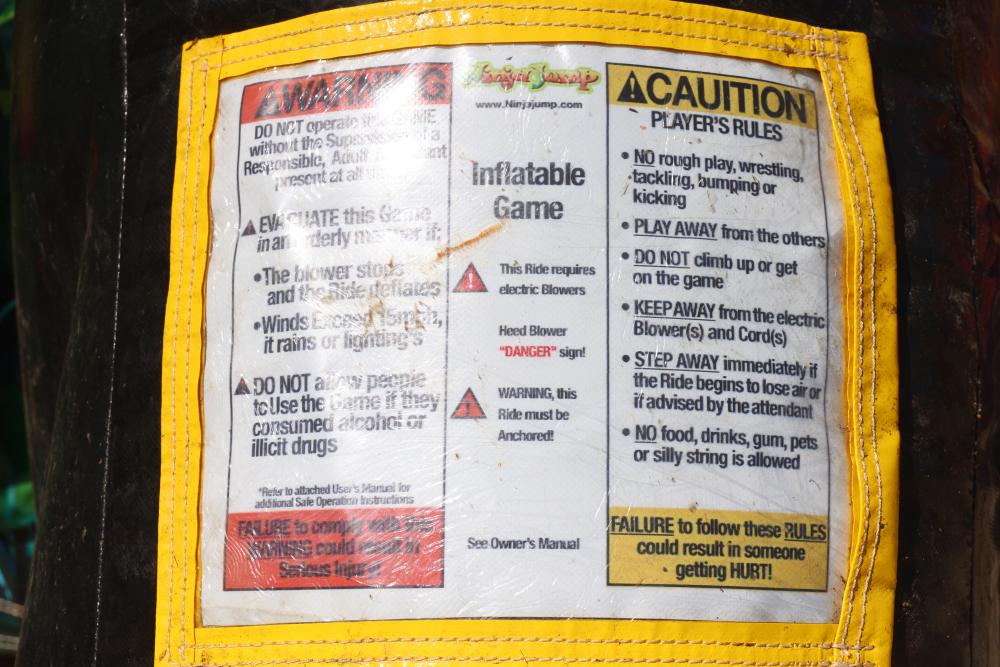 WARNING
DO NOT operate this GAME
without the Supervision of a
Responsible, Adult Attendant
present at all
EVACUATE this Game
in an orderly manner if;
•The blower stops
and the Ride deflates
•Winds Exceed 15mph,
it rains or lighting's
DO NOT allow people
to Use the Game if they
consumed alcohol or
illicit drugs
*Refer to attached User's Manual for
additional Safe Operation Instructions
FAILURE to comply with this
WARNING could result in
Serious Injury!
Ninja Jump
www.Ninjajump.com
Inflatable
Game
This Ride requires
electric Blowers
Heed Blower
"DANGER" sign!
WARNING, this
Ride must be
Anchored!
See Owner's Manual
CAUITION
PLAYER'S RULES
• NO rough play, wrestling,
tackling, bumping or
kicking
• PLAY AWAY from the others
• DO NOT climb up or get
on the game
• KEEP AWAY from the electric
Blower(s) and Cord(s)
• STEP AWAY immediately if
the Ride begins to lose air or
if advised by the attendant
• NO food, drinks, gum, pets
or silly string is allowed
FAILURE to follow these RULES
could result in someone
getting HURT!